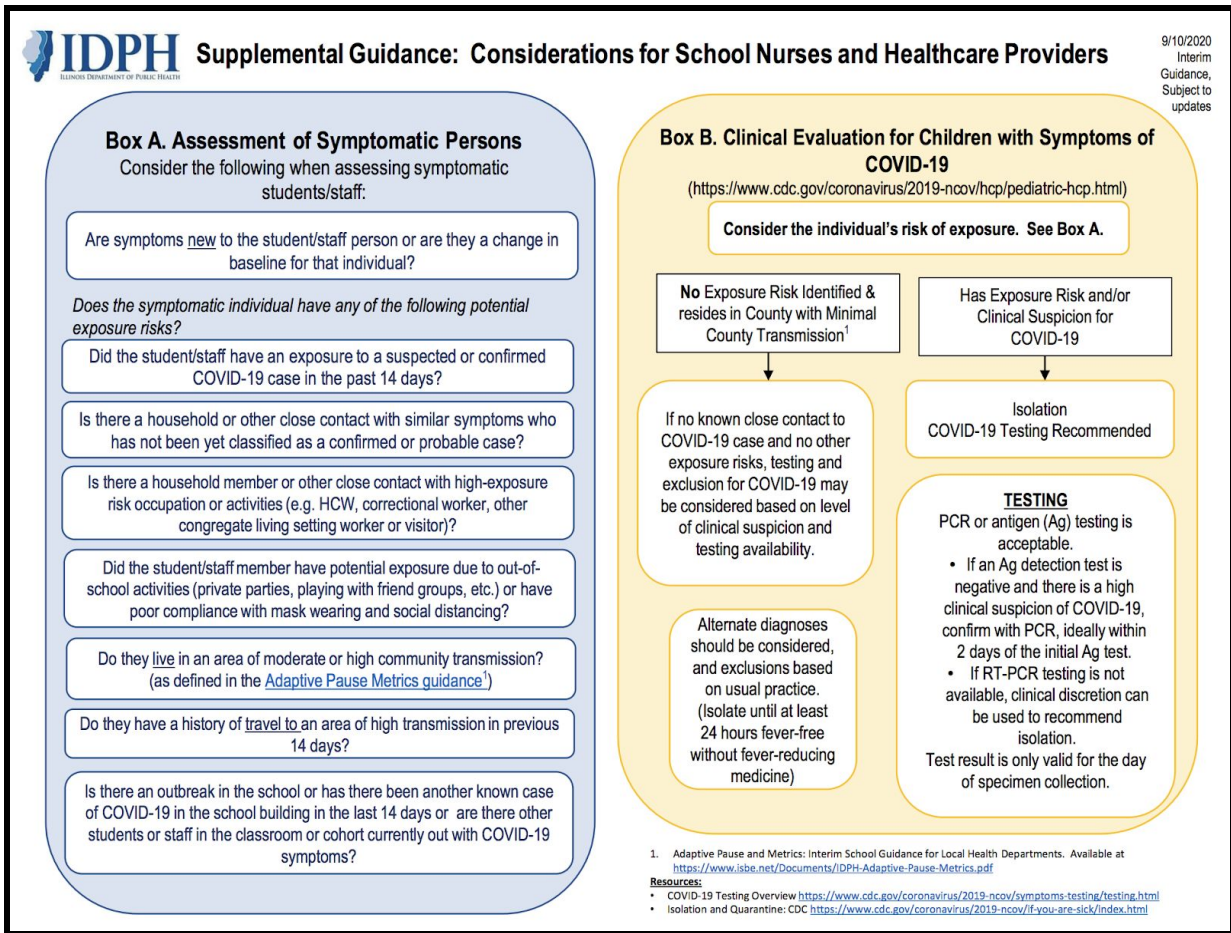 IDPH
ILLINOIS DEPARTMENT OF PUBLIC HEALTH
Supplemental Guidance: Considerations for School Nurses and Healthcare Providers
9/10/2020
Interim
Guidance,
Subject to
updates
Box A. Assessment of Symptomatic Persons
Consider the following when assessing symptomatic
students/staff:
Are symptoms new to the student/staff person or are they a change in
baseline for that individual?
Does the symptomatic individual have any of the following potential
exposure risks?
Did the student/staff have an exposure to a suspected or confirmed
COVID-19 case in the past 14 days?
Is there a household or other close contact with similar symptoms who
has not been yet classified as a confirmed or probable case?
Is there a household member or other close contact with high-exposure
risk occupation or activities (e.g. HCW, correctional worker, other
congregate living setting worker or visitor)?
Did the student/staff member have potential exposure due to out-of-
school activities (private parties, playing with friend groups, etc.) or have
poor compliance with mask wearing and social distancing?
Do they live in an area of moderate or high community transmission?
(as defined in the Adaptive Pause Metrics guidance1)
Do they have a history of travel to an area of high transmission in previous
14 days?
Is there an outbreak in the school or has there been another known case
of COVID-19 in the school building in the last 14 days or are there other
students or staff in the classroom or cohort currently out with COVID-19
symptoms?
Box B. Clinical Evaluation for Children with Symptoms of
COVID-19
(https://www.cdc.gov/coronavirus/2019-ncov/hcp/pediatric-hcp.html)
Consider the individual's risk of exposure. See Box A.
No Exposure Risk Identified &
resides in County with Minimal
County Transmission1
If no known close contact to
COVID-19 case and no other
exposure risks, testing and
exclusion for COVID-19 may
be considered based on level
of clinical suspicion and
testing availability.
Alternate diagnoses
should be considered,
and exclusions based
on usual practice.
(Isolate until at least
24 hours fever-free
without fever-reducing
medicine)
Has Exposure Risk and/or
Clinical Suspicion for
COVID-19
Isolation
COVID-19 Testing Recommended
TESTING
PCR or antigen (Ag) testing is
acceptable.
• If an Ag detection test is
negative and there is a high
clinical suspicion of COVID-19,
confirm with PCR, ideally within
2 days of the initial Ag test.
• If RT-PCR testing is not
available, clinical discretion can
be used to recommend
isolation.
Test result is only valid for the day
of specimen collection.
1. Adaptive Pause and Metrics: Interim School Guidance for Local Health Departments. Available at
https://www.isbe.net/Documents/IDPH-Adaptive-Pause-Metrics.pdf
Resources:
• COVID-19 Testing Overview https://www.cdc.gov/coronavirus/2019-ncov/symptoms-testing/testing.html
• Isolation and Quarantine: CDC https://www.cdc.gov/coronavirus/2019-ncov/if-you-are-sick/index.html